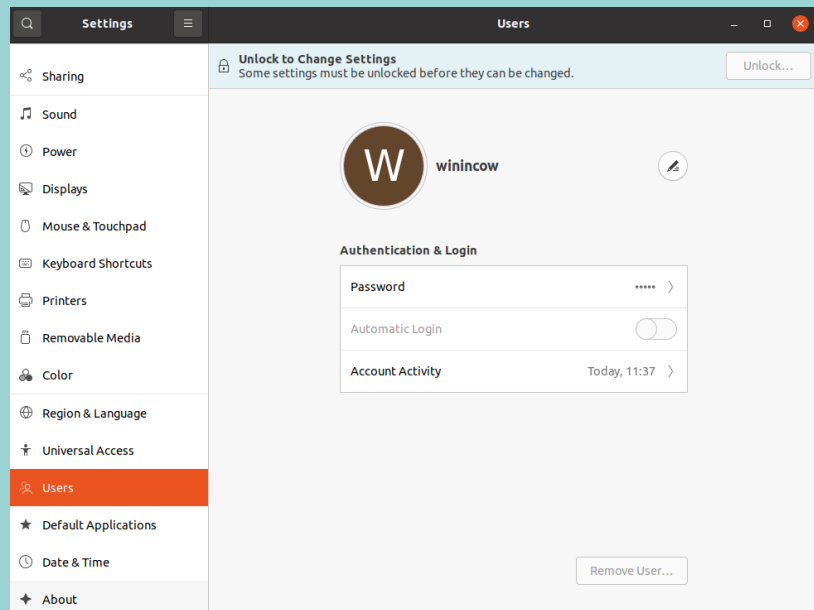 Settings
Users
Unlock to Change Settings
Some settings must be unlocked before they can be changed.
Unlock...
Sharing
Sound
Power
Displays
Mouse & Touchpad
Keyboard Shortcuts
Printers
Removable Media
Color
Region & Language
Universal Access
Users
Default Applications
Date & Time
About
W
winincow
Authentication & Login
Password •••••
Automatic Login
Account Activity Today, 11:37
Remove User...